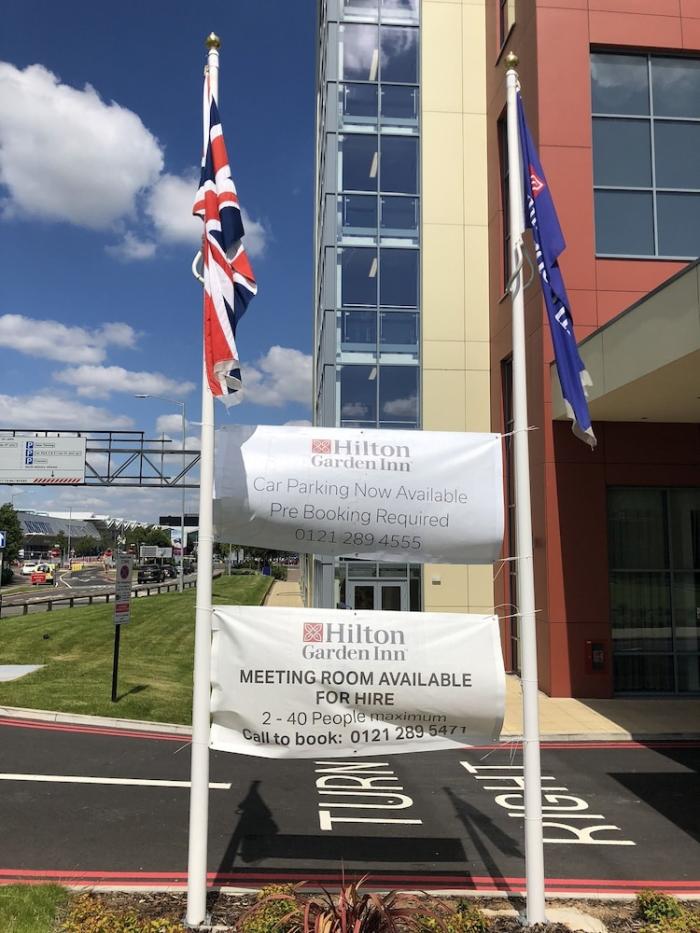 Hilton
Garden Inn
Car Parking Now Available
Pre Booking Required
0121 289 4555
Hilton
Garden Inn
MEETING ROOM AVAILABLE
FOR HIRE
2 - 40 People maximum
Call to book: 0121 289 5471
TURN
RIGHT